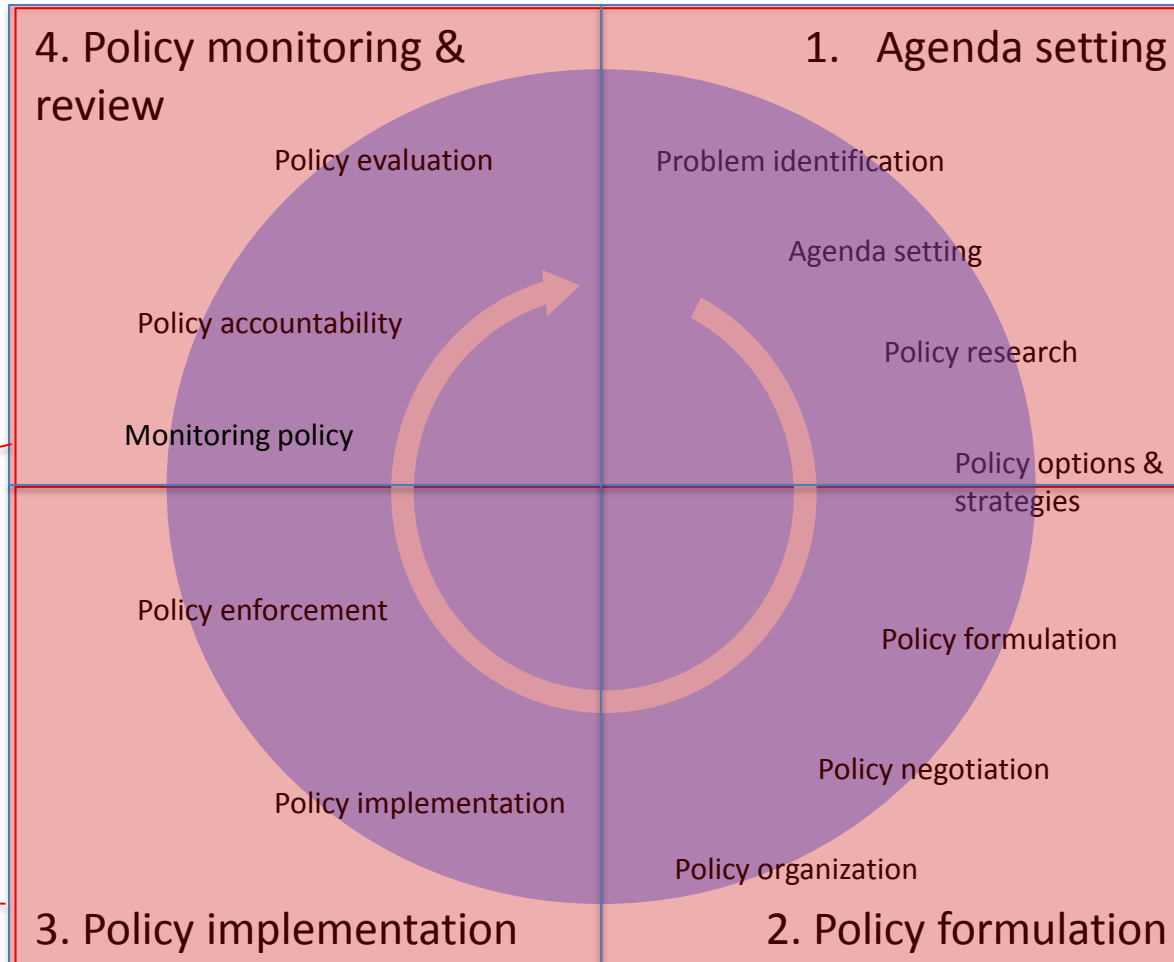 4. Policy monitoring &
review
1. Agenda setting
Policy evaluation
Problem identification
Agenda setting
Policy accountability
Policy research
Monitoring policy
Policy options &
strategies
Policy enforcement
Policy formulation
Policy negotiation
Policy implementation
Policy organization
3. Policy implementation
2. Policy formulation